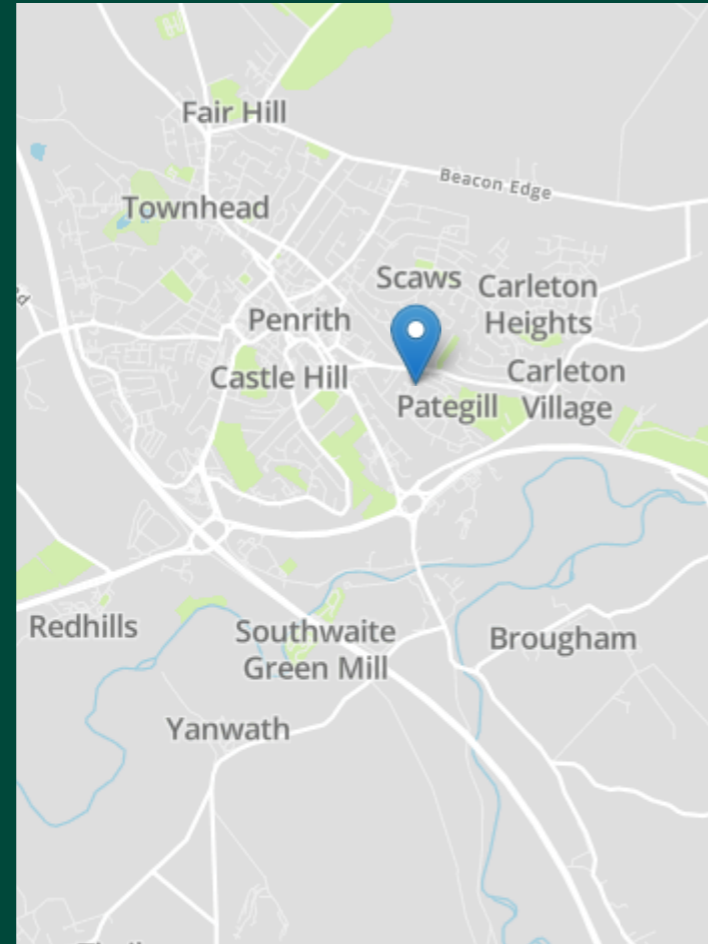 Fair Hill
Beacon Edge
Townhead
Scaws
Carleton
Heights
Penrith
Castle Hill
Carleton
Village
Pategill
Redhills
Southwaite
Green Mill
Brougham
Yanwath